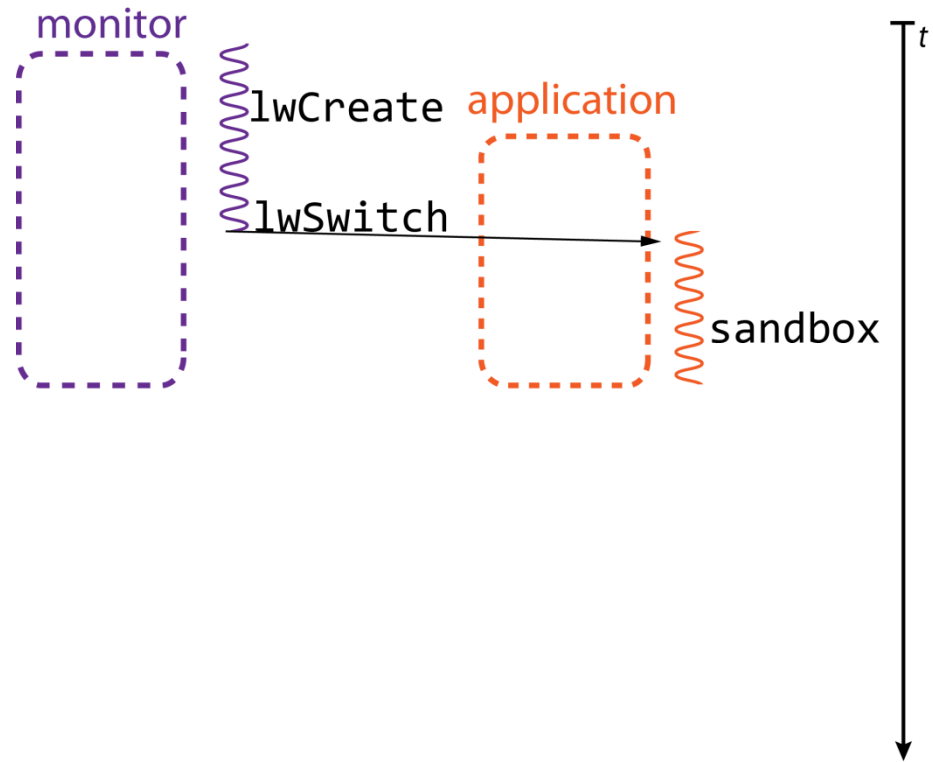 monitor
t
lwCreate
application
lwSwitch
sandbox